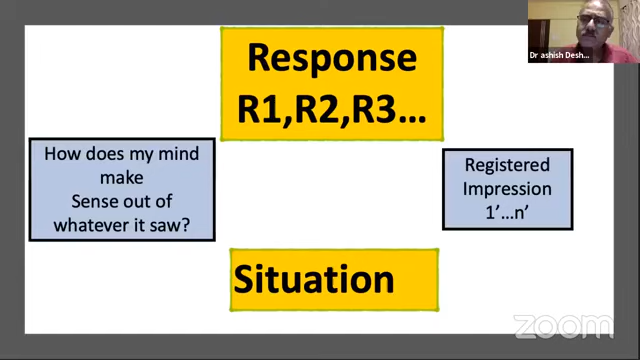 Response
R1,R2,R3...
Dr ashish Desh...
How does my mind
make
Sense out of
whatever it saw?
Registered
Impression
1’...n’
Situation
zoom